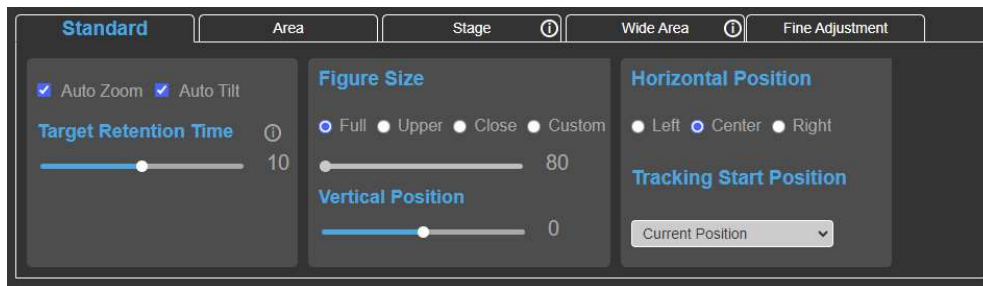 Standard Area Stage Wide Area Fine Adjustment
Auto Zoom Auto Tilt
Target Retention Time
10
Figure Size
Full Upper Close Custom
80
Vertical Position
0
Horizontal Position
Left Center Right
Tracking Start Position
Current Position